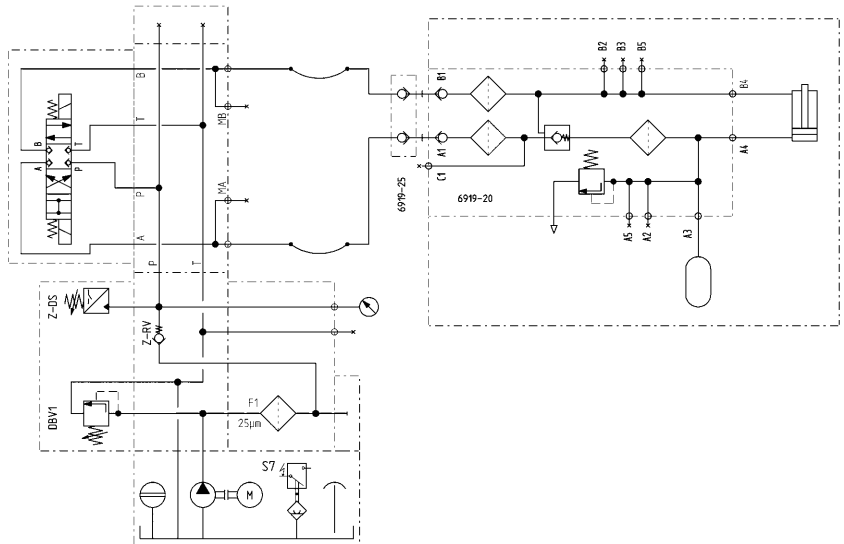 B2
B3
B5
B
B1
B4
MB
T
B
T
A
P
A1
A4
C1
6919-25
6919-20
MA
P
A
A5
A2
A3
P
T
Z-DS
Z-RV
F1
25µm
DBV1
S7
M